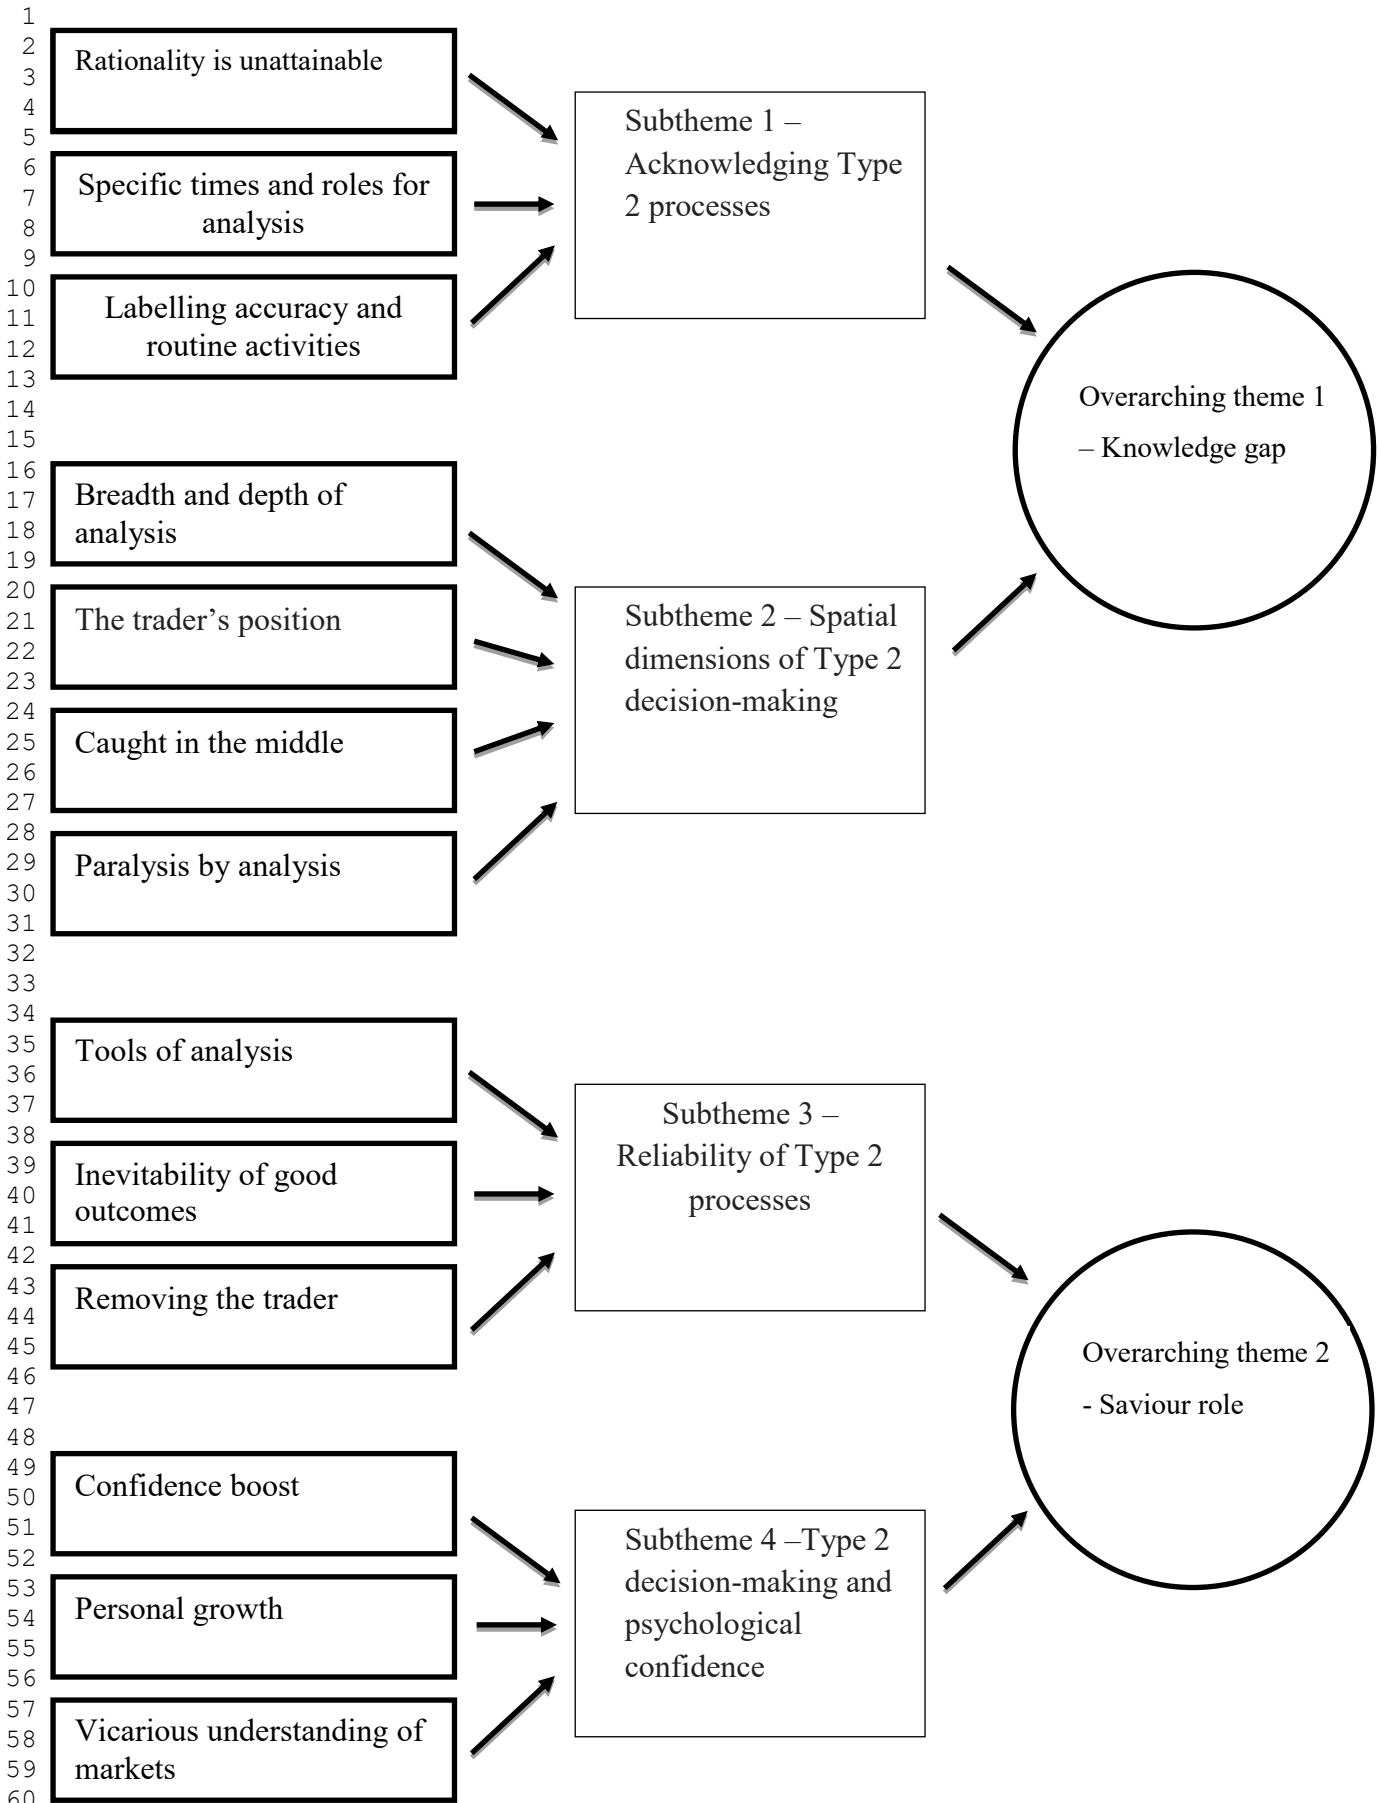 1
2
3
4
5
6
7
8
9
10
11
12
13
14
15
16
17
18
19
20
21
22
23
24
25
26
27
28
29
30
31
32
33
34
35
36
37
38
39
40
41
42
43
44
45
46
47
48
49
50
51
52
53
54
55
56
57
58
59
60
Rationality is unattainable
Specific times and roles for
analysis
Labelling accuracy and
routine activities
Subtheme 1 –
Acknowledging Type
2 processes
Breadth and depth of
analysis
The trader’s position
Caught in the middle
Paralysis by analysis
Subtheme 2 – Spatial
dimensions of Type 2
decision-making
Overarching theme 1
– Knowledge gap
Tools of analysis
Inevitability of good
outcomes
Removing the trader
Subtheme 3 –
Reliability of Type 2
processes
Confidence boost
Personal growth
Vicarious understanding of
markets
Subtheme 4 –Type 2
decision-making and
psychological
confidence
Overarching theme 2
- Saviour role